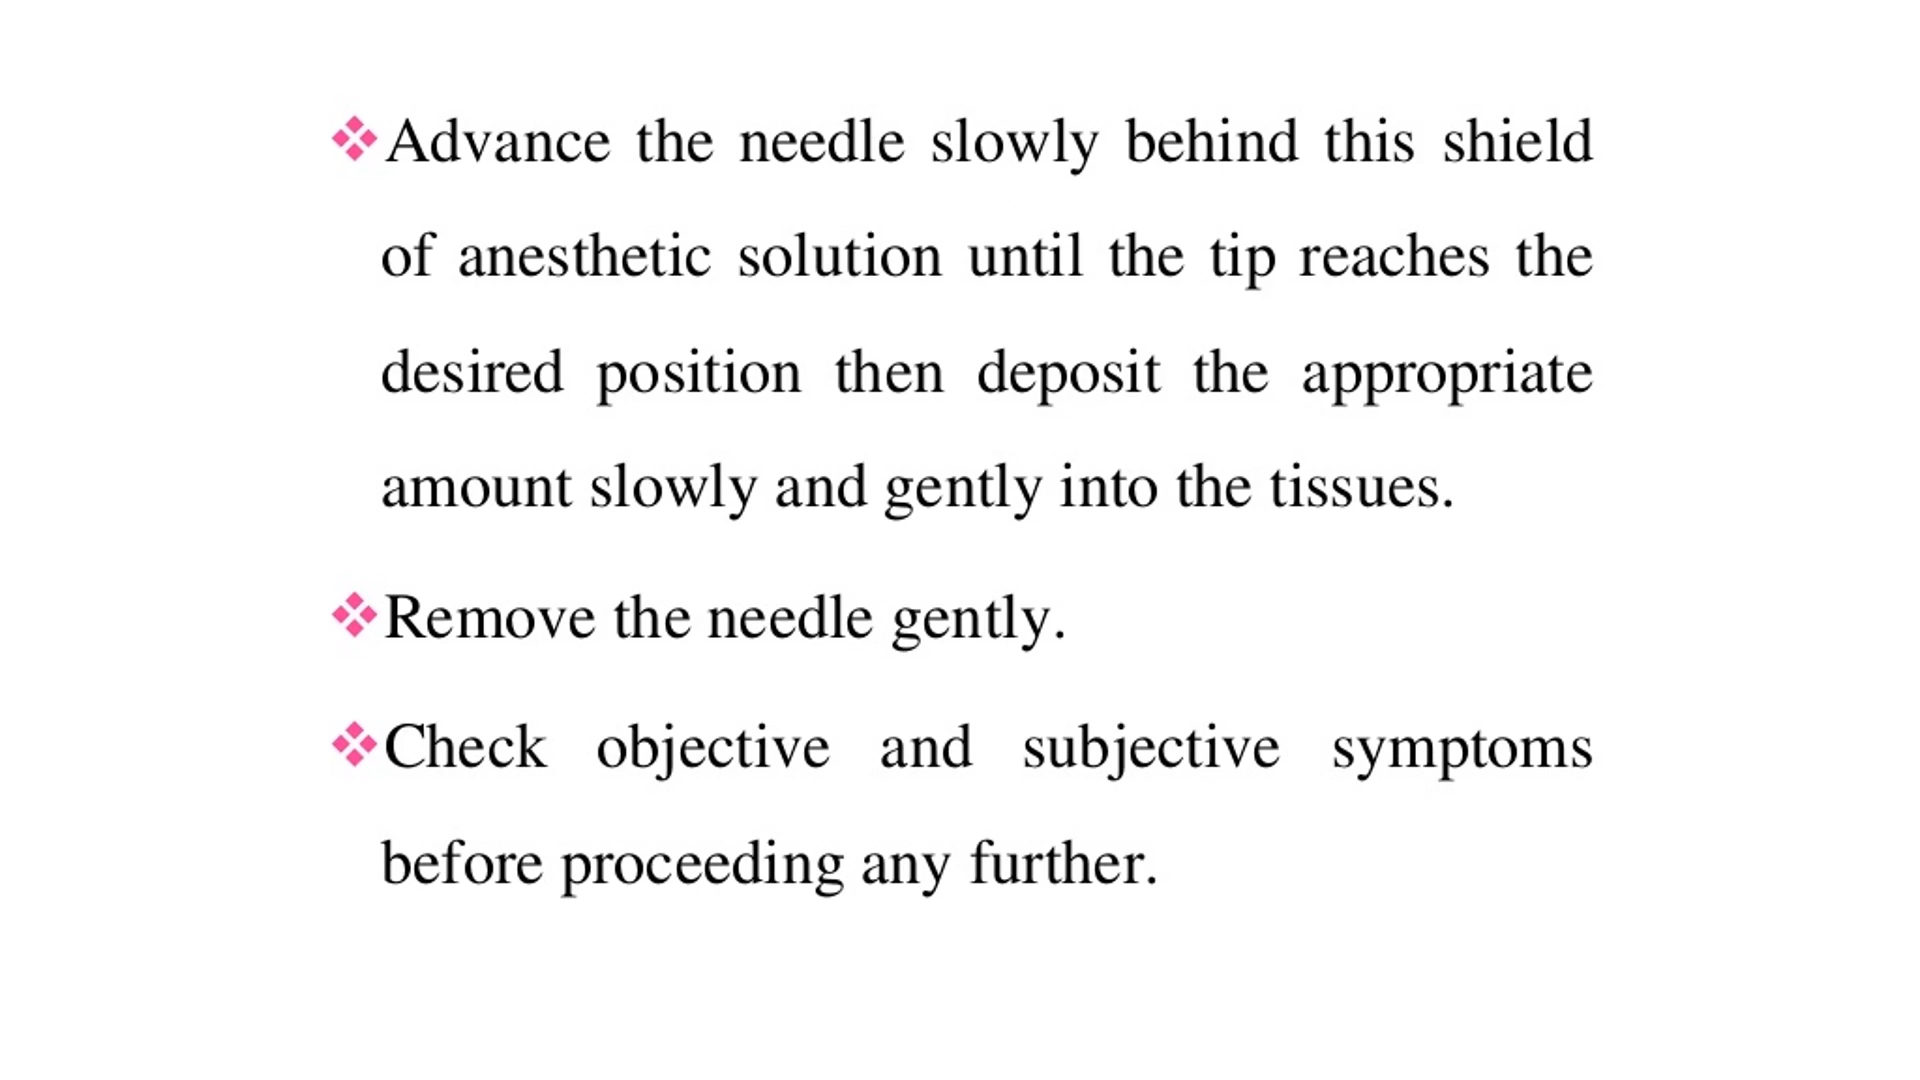 ❖Advance the needle slowly behind this shield
of anesthetic solution until the tip reaches the
desired position then deposit the appropriate
amount slowly and gently into the tissues.
❖Remove the needle gently.
❖Check objective and subjective symptoms
before proceeding any further.